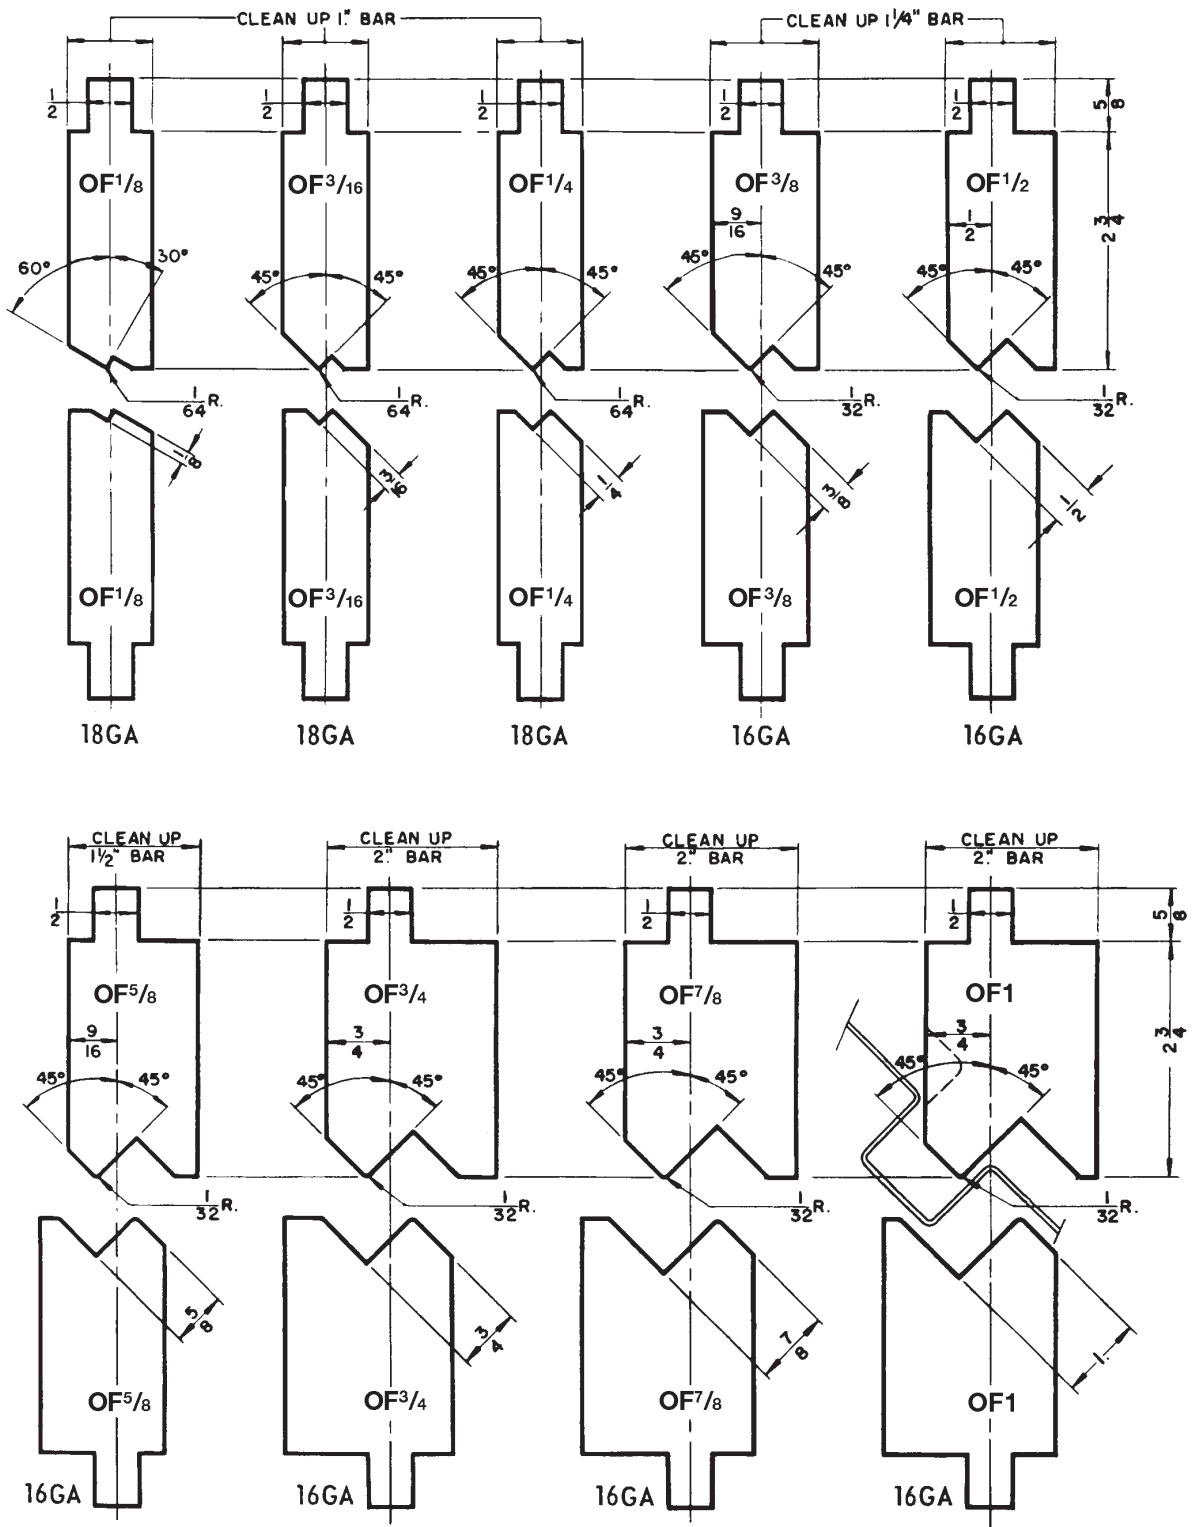 CLEAN UP 1." BAR
CLEAN UP 1 1/4" BAR
1/2 1/2 1/2 1/2 1/2 5/8
OF1/8 OF3/16 OF1/4 OF3/8 OF1/2
9/16 1/2 2 3/4
60° 30° 45° 45° 45° 45° 45° 45° 45° 45°
1/64 R. 1/64 R. 1/64 R. 1/32 R. 1/32 R.
1/8 3/16 1/4 3/8 1/2
OF1/8 OF3/16 OF1/4 OF3/8 OF1/2
18GA 18GA 18GA 16GA 16GA
CLEAN UP CLEAN UP CLEAN UP CLEAN UP
1 1/2" BAR 2." BAR 2." BAR 2." BAR
1/2 1/2 1/2 1/2 5/8
OF5/8 OF3/4 OF7/8 OF1
9/16 3/4 3/4 3/4 2 3/4
45° 45° 45° 45° 45° 45° 45° 45°
1/32 R. 1/32 R. 1/32 R. 1/32 R.
5/8 3/4 7/8 1.
OF5/8 OF3/4 OF7/8 OF1
16GA 16GA 16GA 16GA